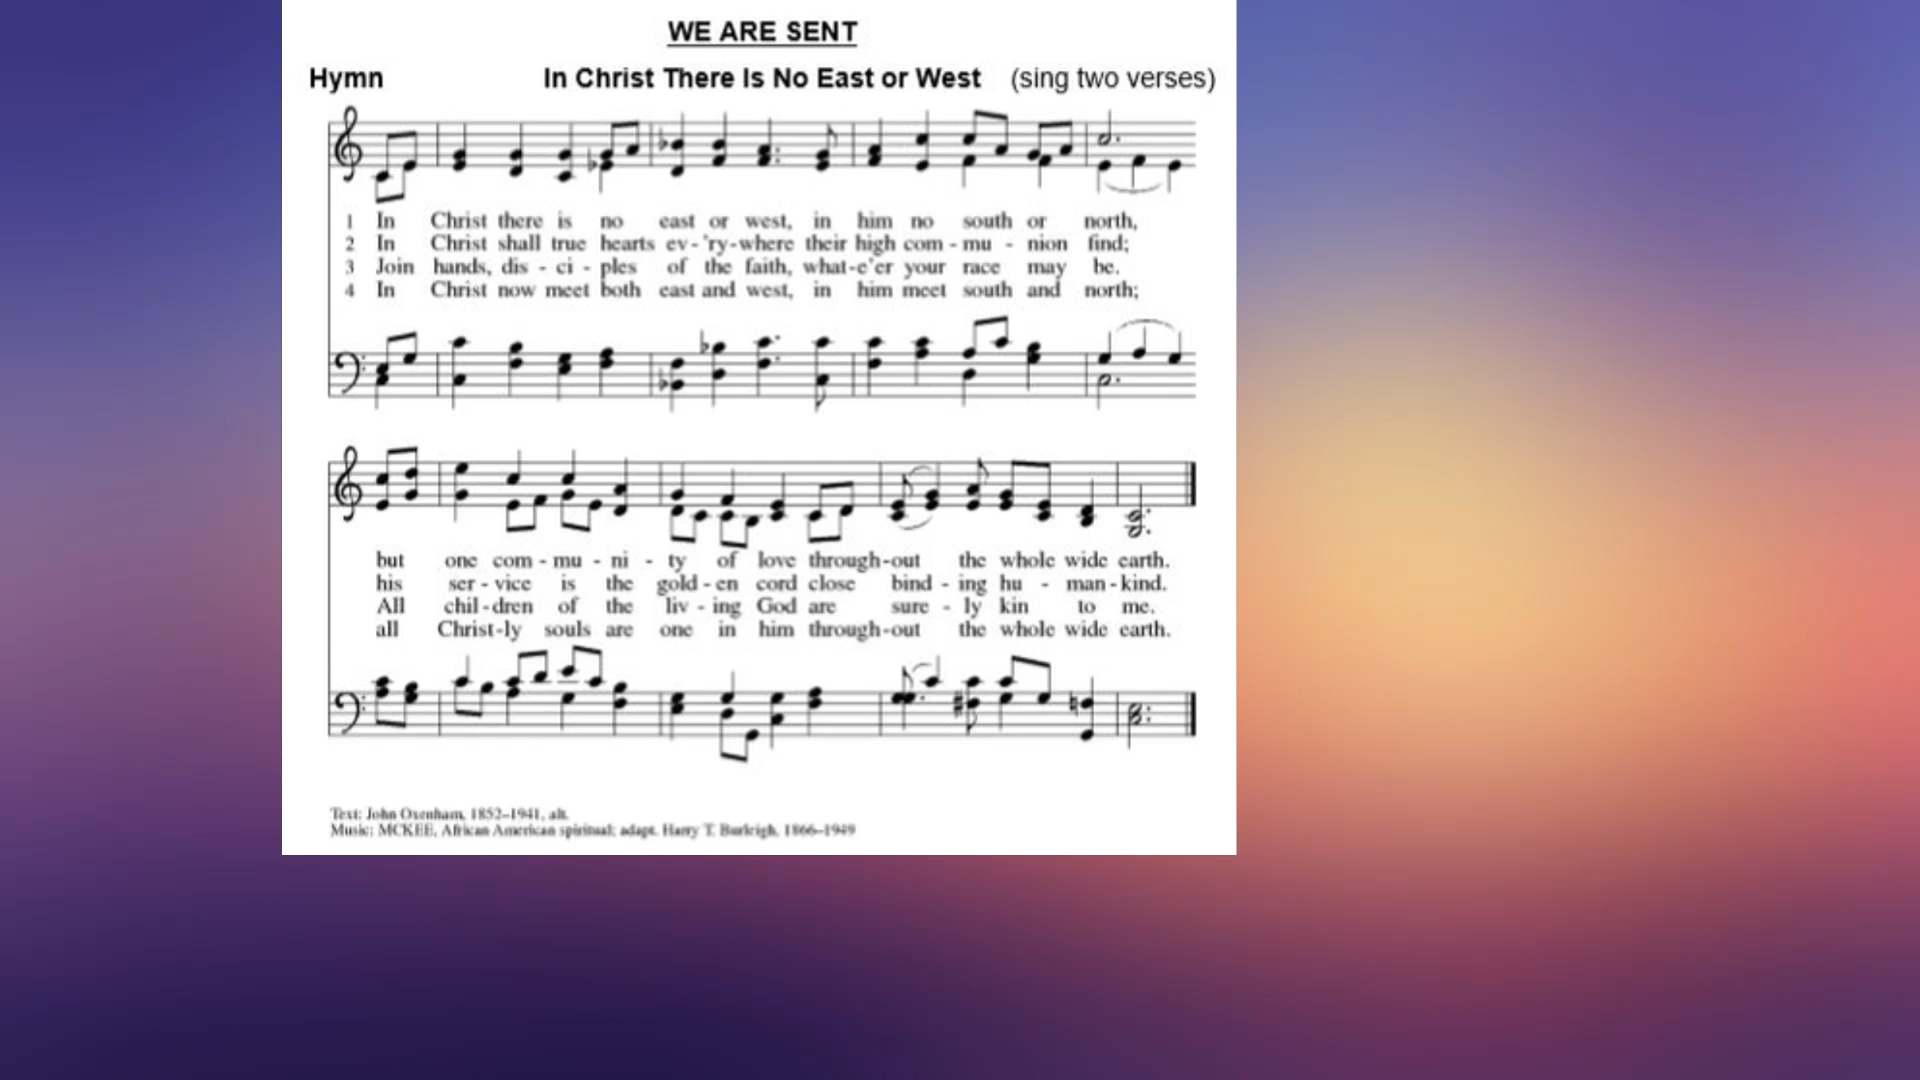 WE ARE SENT
Hymn In Christ There Is No East or West (sing two verses)
1 In Christ there is no east or west, in him no south or north,
2 In Christ shall true hearts ev - 'ry - where their high com - mu - nion find;
3 Join hands, dis - ci - ples of the faith, what - e'er your race may be.
4 In Christ now meet both east and west, in him meet south and north;
but one com - mu - ni - ty of love through - out the whole wide earth.
his ser - vice is the gold - en cord close bind - ing hu - man - kind.
All chil - dren of the liv - ing God are sure - ly kin to me.
all Christ - ly souls are one in him through - out the whole wide earth.
Text: John Oxenham, 1852–1941, alt.
Music: MCKEE, African American spiritual; adapt. Harry T. Burleigh, 1866–1949